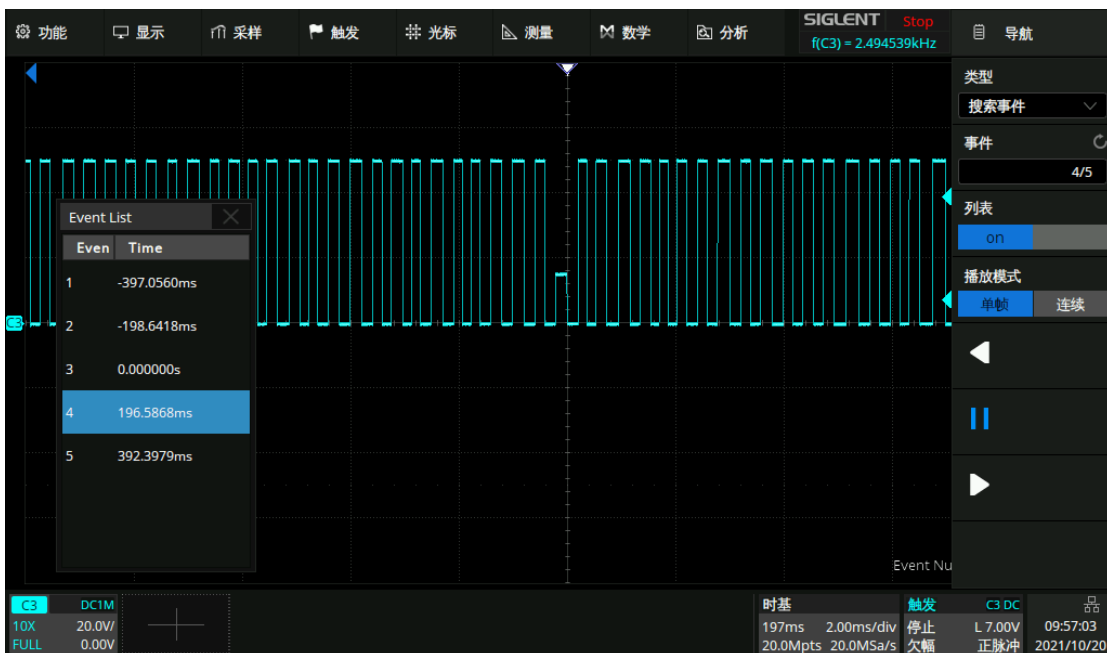 功能 显示 采样 触发 光标 测量 数学 分析 SIGLENT Stop
f(C3) = 2.494539kHz
导航
类型
搜索事件
事件
4/5
列表
on
播放模式
单帧 连续
Event List
Even Time
1 -397.0560ms
2 -198.6418ms
3 0.000000s
4 196.5868ms
5 392.3979ms
C3
Event Nu
C3 DC1M
10X 20.0V/
FULL 0.00V
时基
197ms 2.00ms/div
20.0Mpts 20.0MSa/s
触发 C3 DC
停止 L 7.00V
欠幅 正脉冲
09:57:03
2021/10/20